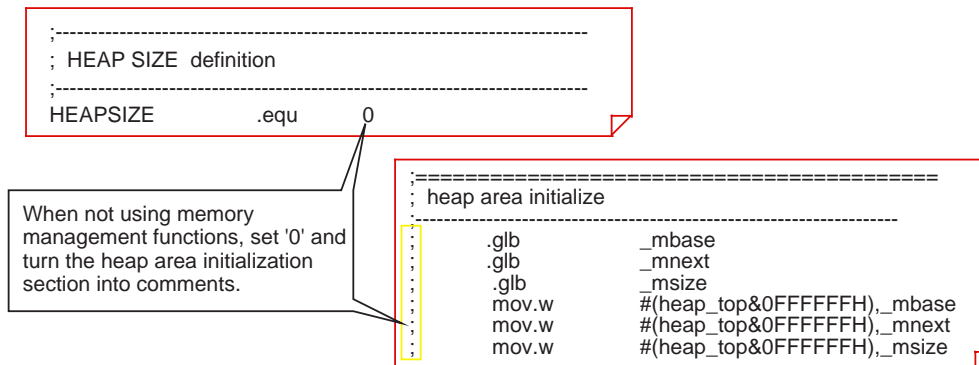 ;-------------------------------------------------------------------------------
; HEAP SIZE definition
;-------------------------------------------------------------------------------
HEAPSIZE .equ 0
When not using memory
management functions, set '0' and
turn the heap area initialization
section into comments.
;==========================================
; heap area initialize
;------------------------------------------------------------------------
; .glb _mbase
; .glb _mnext
; .glb _msize
; mov.w #(heap_top&0FFFFFFH),_mbase
; mov.w #(heap_top&0FFFFFFH),_mnext
; mov.w #(heap_top&0FFFFFFH),_msize